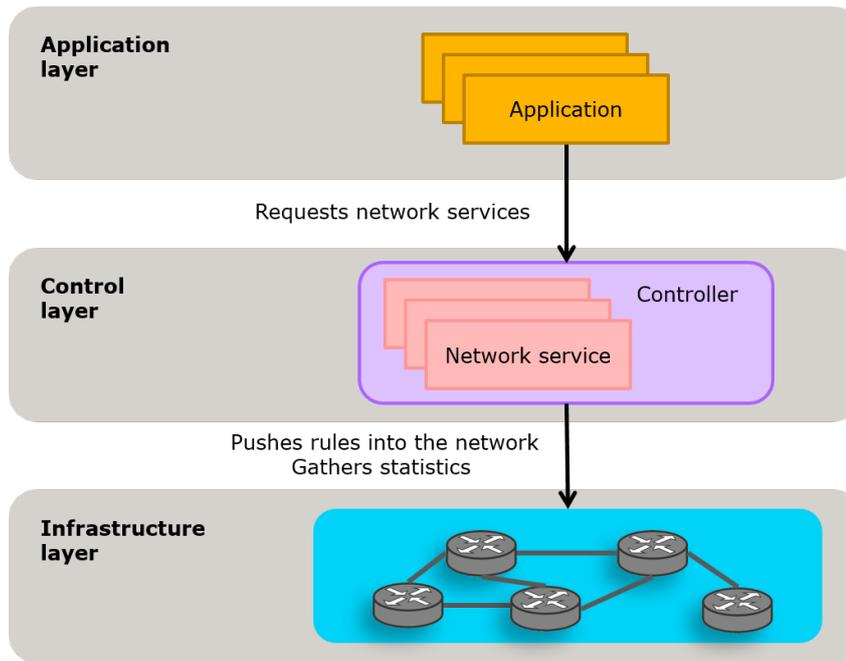 Application
layer
Application
Requests network services
Control
layer
Controller
Network service
Pushes rules into the network
Gathers statistics
Infrastructure
layer